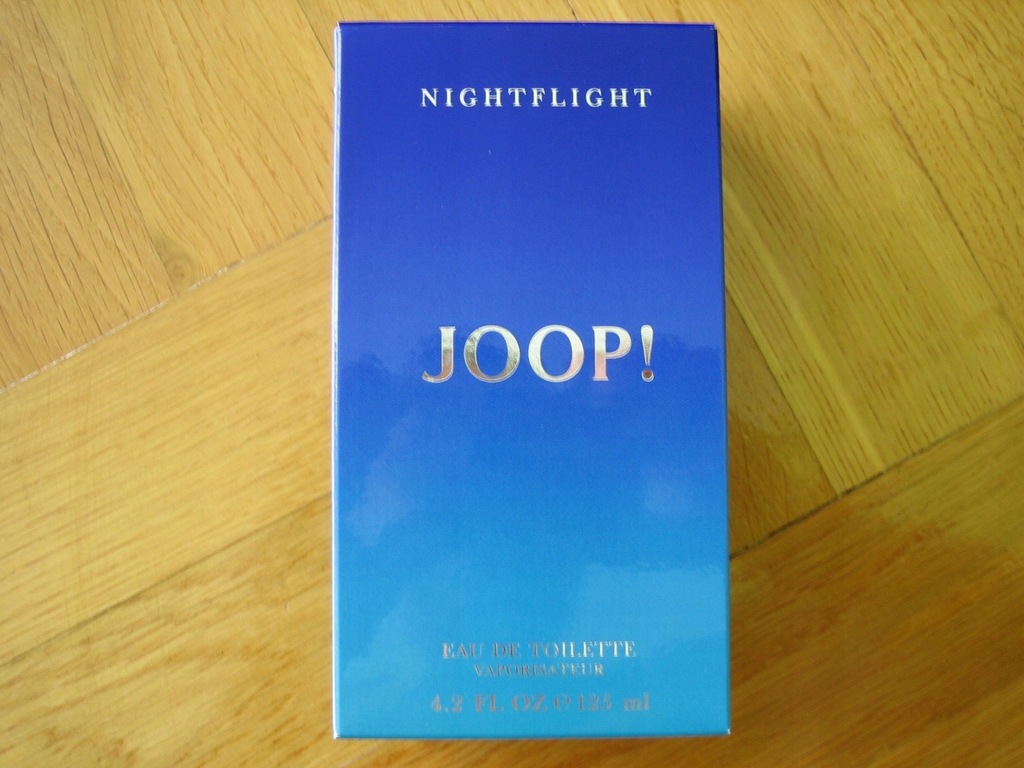 NIGHTFLIGHT
JOOP!
EAU DE TOILETTE
VAPORISATEUR
4.2 FL. OZ ℮ 125 ml